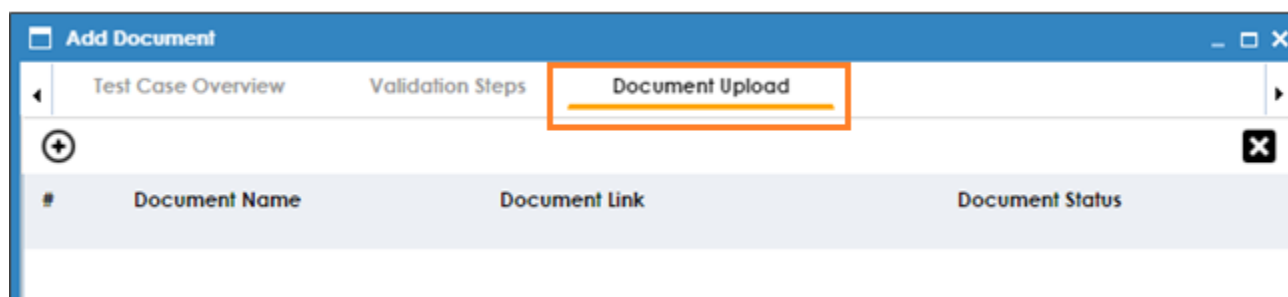 Add Document
Test Case Overview Validation Steps Document Upload
# Document Name Document Link Document Status